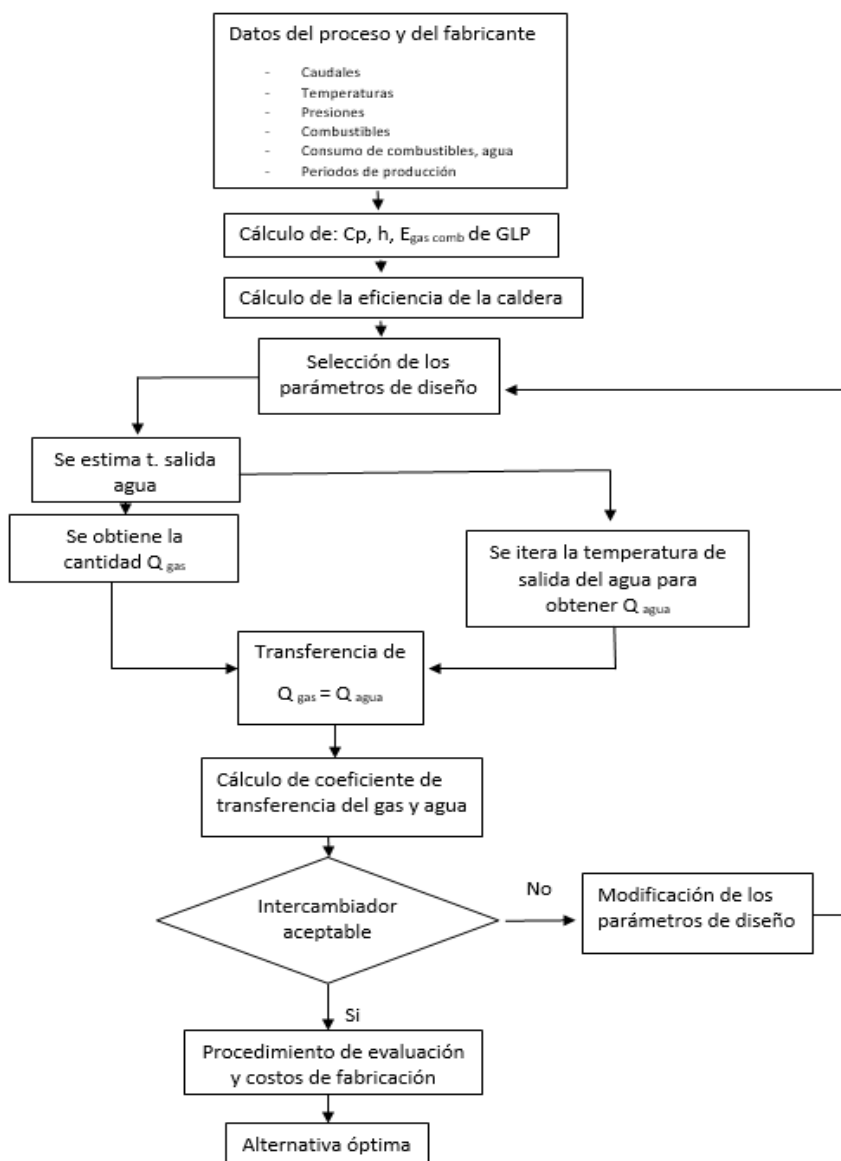 Datos del proceso y del fabricante
- Caudales
- Temperaturas
- Presiones
- Combustibles
- Consumo de combustibles, agua
- Periodos de producción
Cálculo de: Cp, h, E gas comb de GLP
Cálculo de la eficiencia de la caldera
Selección de los
parámetros de diseño
Se estima t. salida
agua
Se obtiene la
cantidad Q gas
Se itera la temperatura de
salida del agua para
obtener Q agua
Transferencia de
Q gas = Q agua
Cálculo de coeficiente de
transferencia del gas y agua
Intercambiador
aceptable
No
Modificación de los
parámetros de diseño
Si
Procedimiento de evaluación
y costos de fabricación
Alternativa óptima